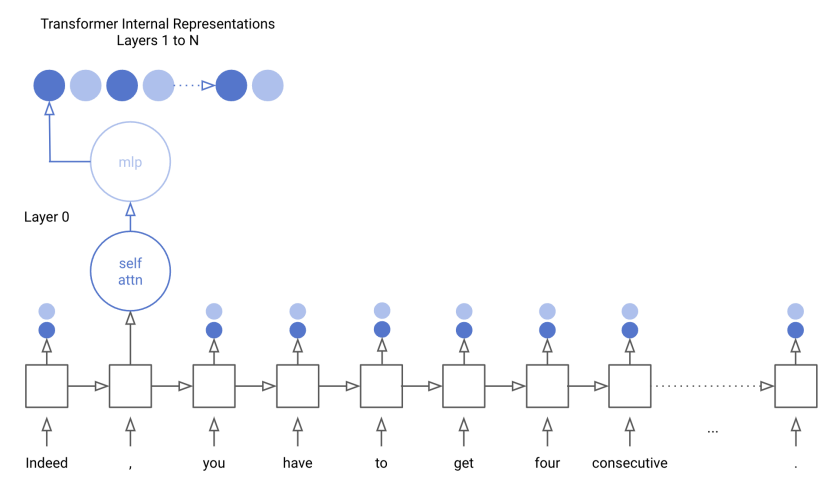 Transformer Internal Representations
Layers 1 to N
mlp
Layer 0
self
attn
...
Indeed , you have to get four consecutive .